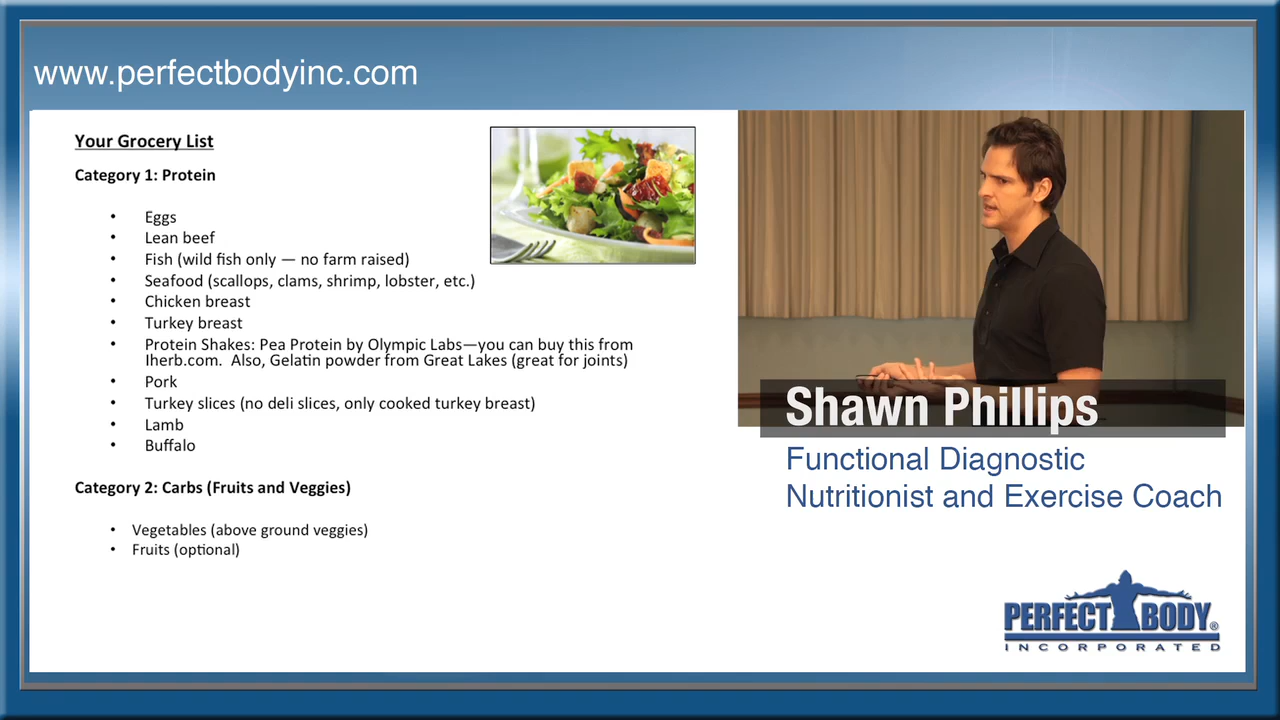 www.perfectbodyinc.com
Your Grocery List
Category 1: Protein
• Eggs
• Lean beef
• Fish (wild fish only — no farm raised)
• Seafood (scallops, clams, shrimp, lobster, etc.)
• Chicken breast
• Turkey breast
• Protein Shakes: Pea Protein by Olympic Labs—you can buy this from
Iherb.com. Also, Gelatin powder from Great Lakes (great for joints)
• Pork
• Turkey slices (no deli slices, only cooked turkey breast)
• Lamb
• Buffalo
Category 2: Carbs (Fruits and Veggies)
• Vegetables (above ground veggies)
• Fruits (optional)
Shawn Phillips
Functional Diagnostic
Nutritionist and Exercise Coach
PERFECT BODY®
INCORPORATED